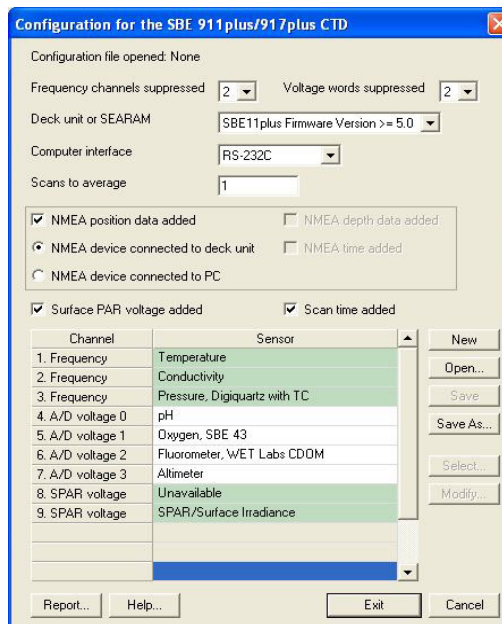 Configuration for the SBE 911plus/917plus CTD
Configuration file opened: None
Frequency channels suppressed 2 Voltage words suppressed 2
Deck unit or SEARAM SBE11plus Firmware Version >= 5.0
Computer interface RS-232C
Scans to average 1
NMEA position data added NMEA depth data added
NMEA device connected to deck unit NMEA time added
NMEA device connected to PC
Surface PAR voltage added Scan time added
Channel Sensor New
1. Frequency Temperature
2. Frequency Conductivity Open...
3. Frequency Pressure, Digiquartz with TC
4. A/D voltage 0 pH Save
5. A/D voltage 1 Oxygen, SBE 43 Save As...
6. A/D voltage 2 Fluorometer, WET Labs CDOM
7. A/D voltage 3 Altimeter Select...
8. SPAR voltage Unavailable Modify...
9. SPAR voltage SPAR/Surface Irradiance
Report... Help... Exit Cancel